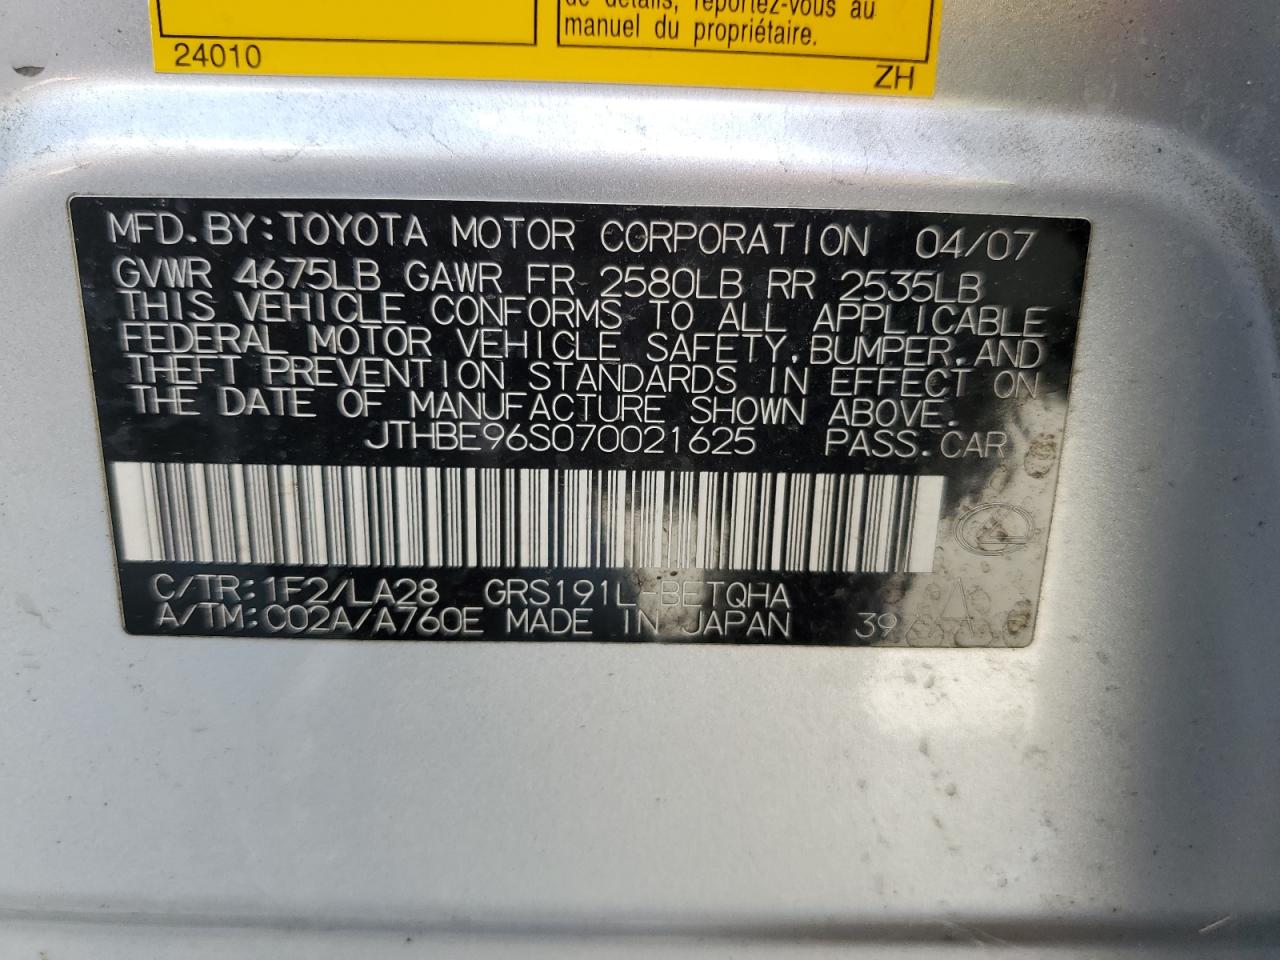 de détails, reportez-vous au
manuel du propriétaire.
24010
ZH
MFD.BY:TOYOTA MOTOR CORPORATION 04/07
GVWR 4675LB GAWR FR 2580LB RR 2535LB
THIS VEHICLE CONFORMS TO ALL APPLICABLE
FEDERAL MOTOR VEHICLE SAFETY,BUMPER,AND
THEFT PREVENTION STANDARDS IN EFFECT ON
THE DATE OF MANUFACTURE SHOWN ABOVE.
JTHBE96S070021625 PASS.CAR
C/TR:1F2/LA28 GRS191L-BETQHA
A/TM:C02A/A760E MADE IN JAPAN